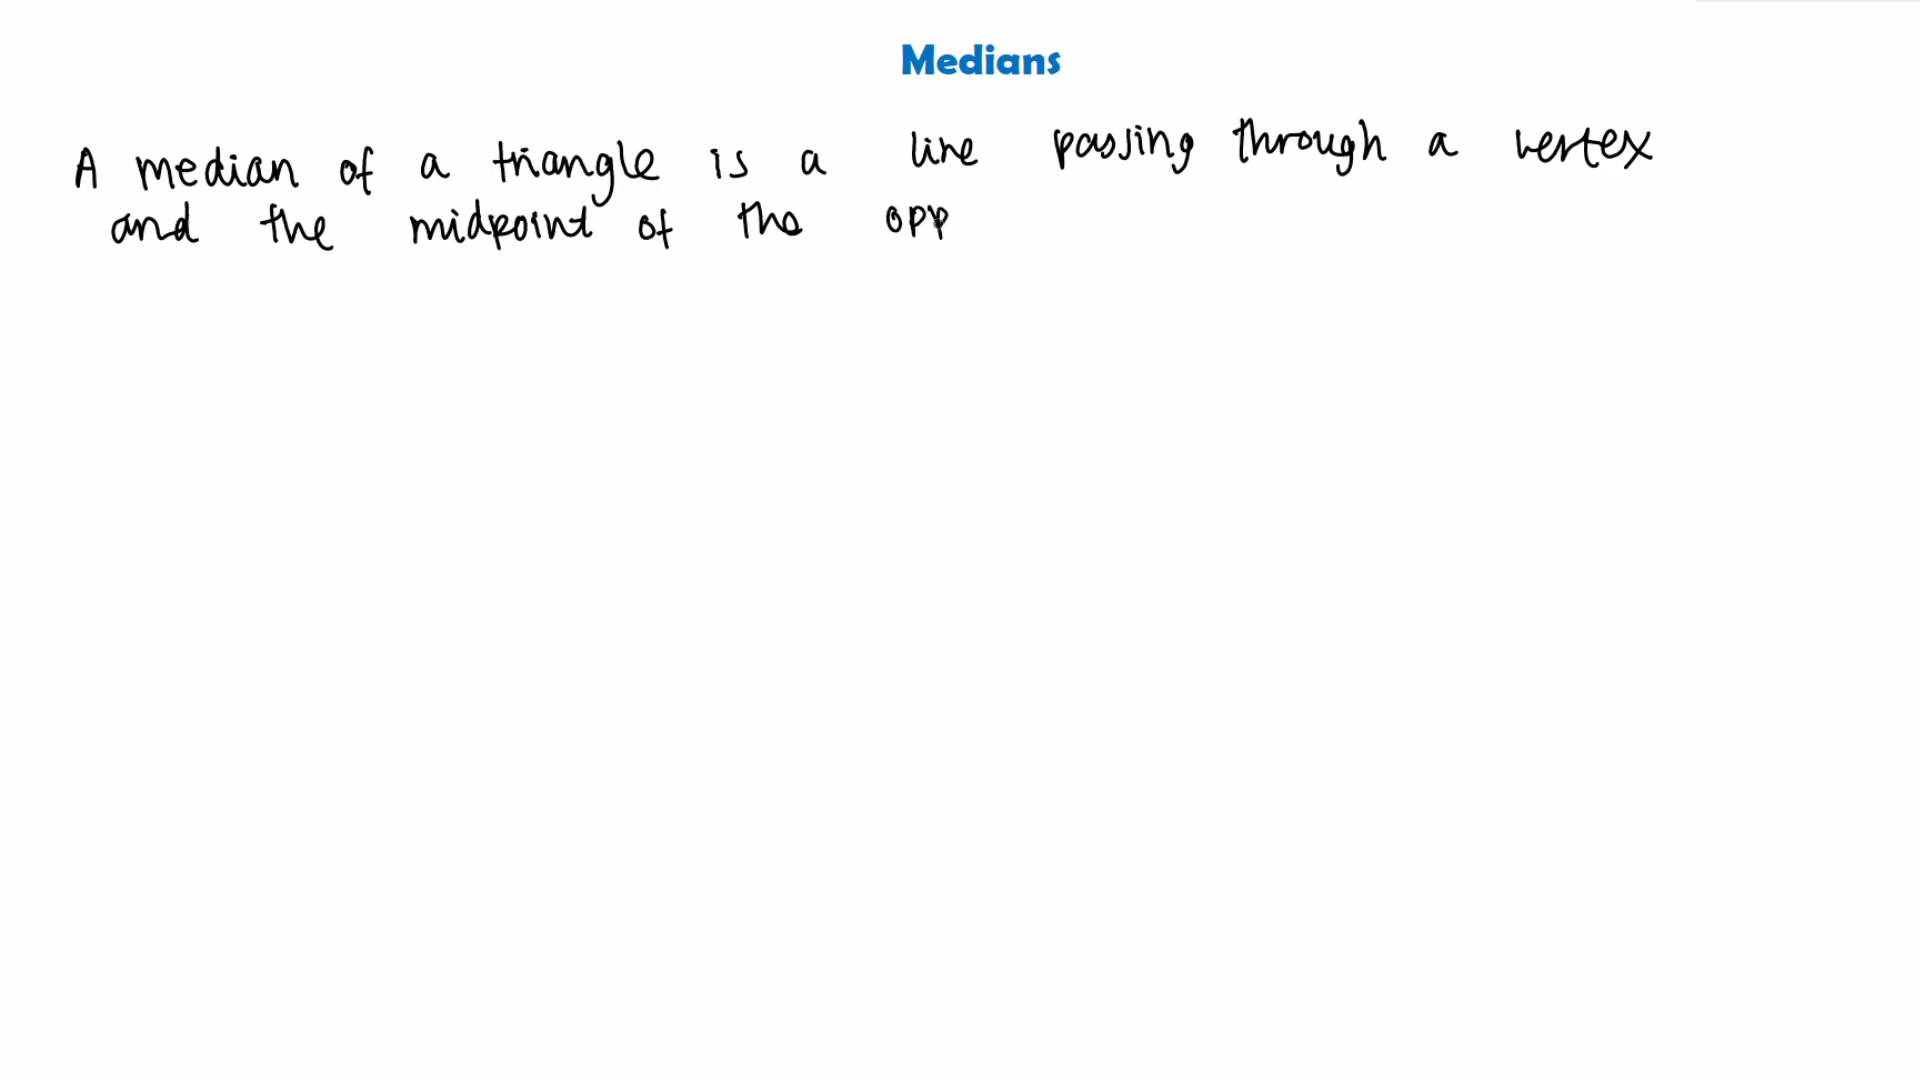 Medians
A median of a triangle is a line passing through a vertex
and the midpoint of the opp